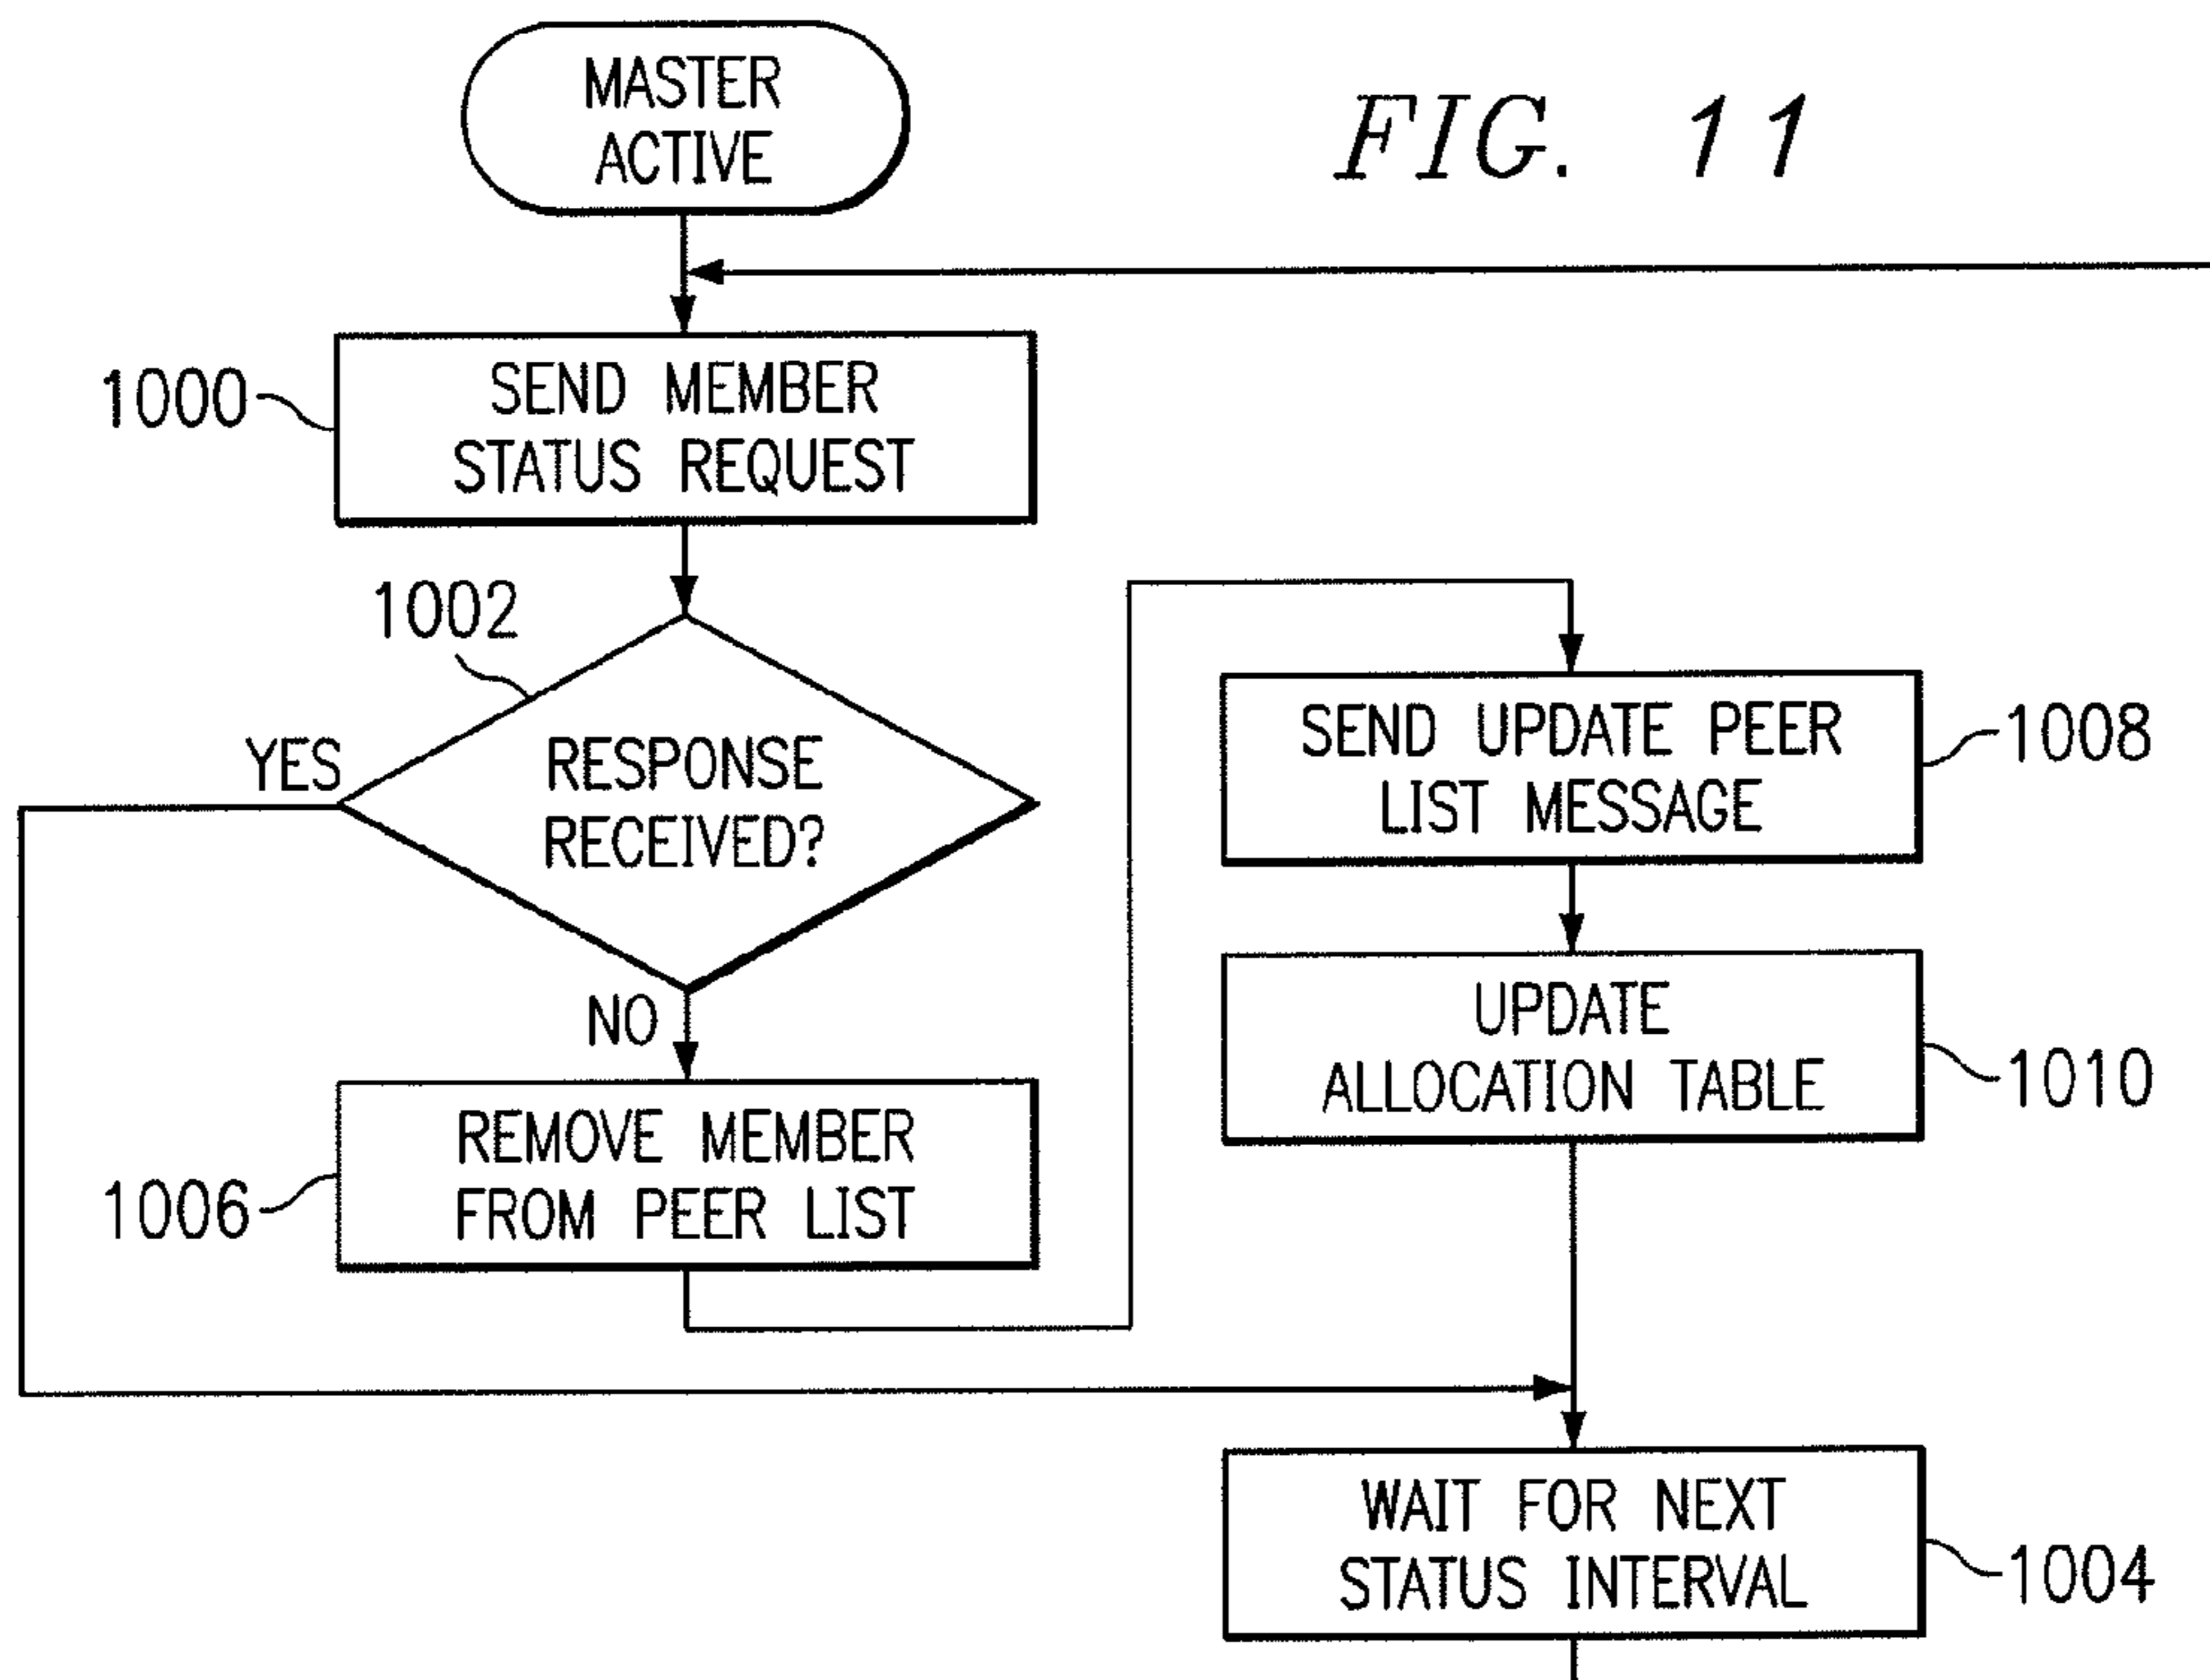 MASTER
ACTIVE
FIG. 11
1000
SEND MEMBER
STATUS REQUEST
1002
YES
RESPONSE
RECEIVED?
NO
1006
REMOVE MEMBER
FROM PEER LIST
SEND UPDATE PEER
LIST MESSAGE
1008
UPDATE
ALLOCATION TABLE
1010
WAIT FOR NEXT
STATUS INTERVAL
1004